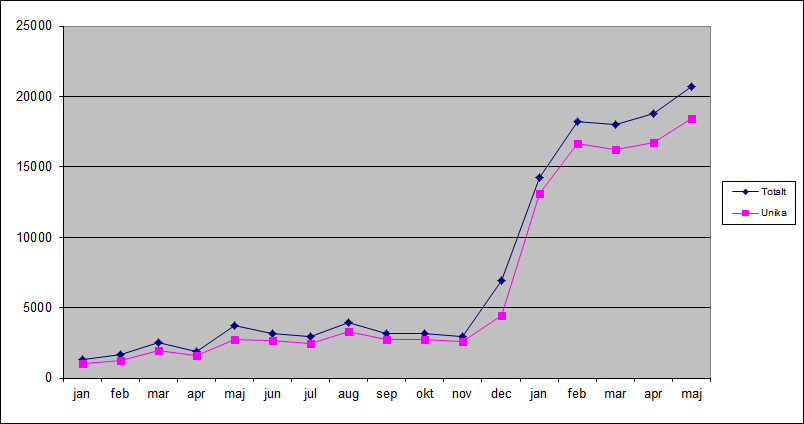 25000
20000
15000
10000
5000
0
jan feb mar apr maj jun jul aug sep okt nov dec jan feb mar apr maj
Totalt
Unika